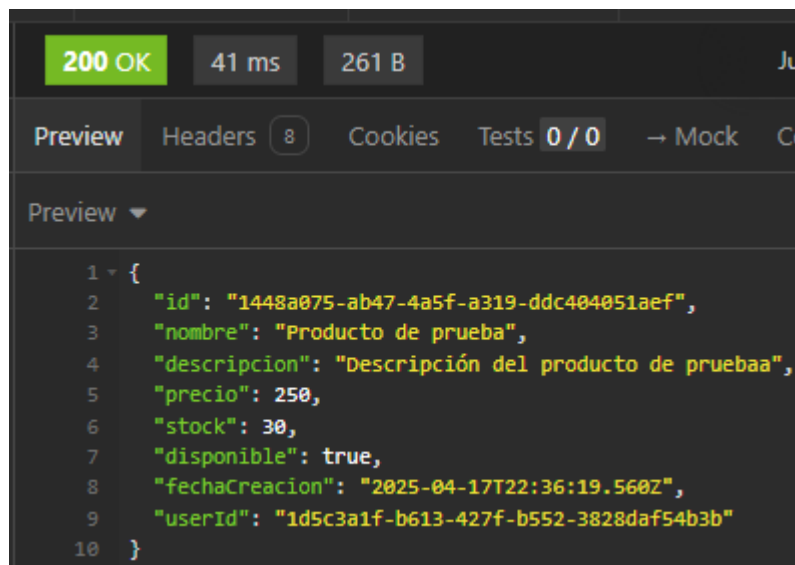 200 OK 41 ms 261 B
Preview Headers 8 Cookies Tests 0 / 0 → Mock
Preview
1 {
2 "id": "1448a075-ab47-4a5f-a319-ddc404051aef",
3 "nombre": "Producto de prueba",
4 "descripcion": "Descripción del producto de pruebaa",
5 "precio": 250,
6 "stock": 30,
7 "disponible": true,
8 "fechaCreacion": "2025-04-17T22:36:19.560Z",
9 "userId": "1d5c3a1f-b613-427f-b552-3828daf54b3b"
10 }